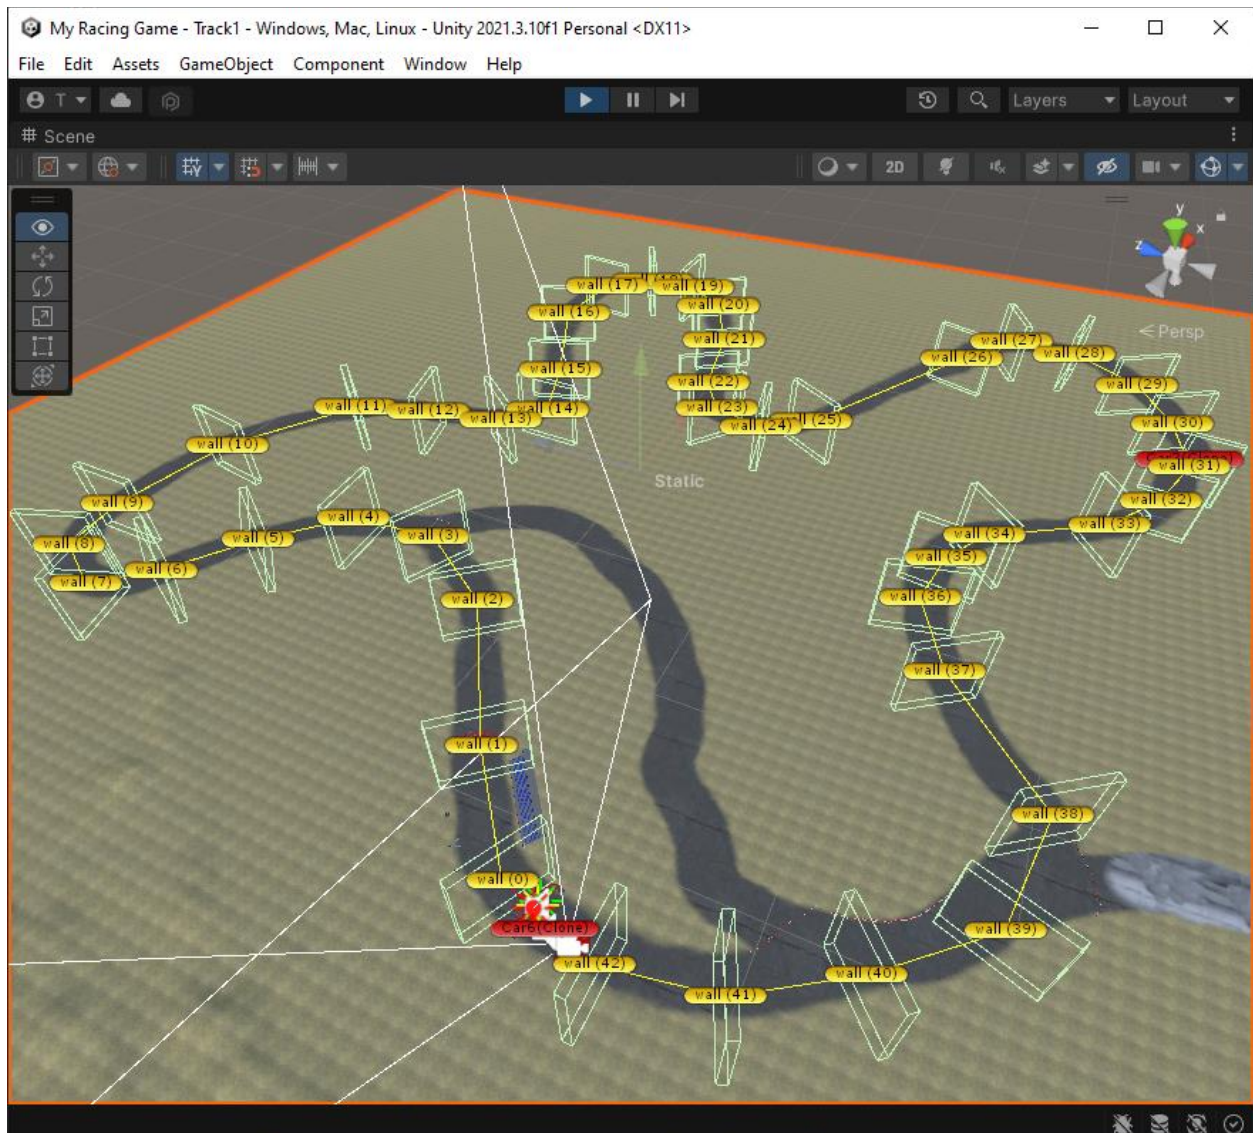 My Racing Game - Track1 - Windows, Mac, Linux - Unity 2021.3.10f1 Personal <DX11>
File Edit Assets GameObject Component Window Help
T Layers Layout
Scene
2D
y
x
z
Persp
wall (17) wall (19)
wall (16) wall (20)
wall (21) wall (27)
wall (26) wall (28)
wall (15) wall (22) wall (29)
wall (11) wall (12) wall (13) wall (14) wall (23) wall (24) wall (25) wall (30)
wall (10) wall (31)
Static
wall (9) wall (32)
wall (4) wall (33)
wall (8) wall (5) wall (3) wall (34)
wall (7) wall (6) wall (35)
wall (2) wall (36)
wall (37)
wall (1)
wall (38)
wall (0)
Car6(Clone) wall (39)
wall (42) wall (40)
wall (41)